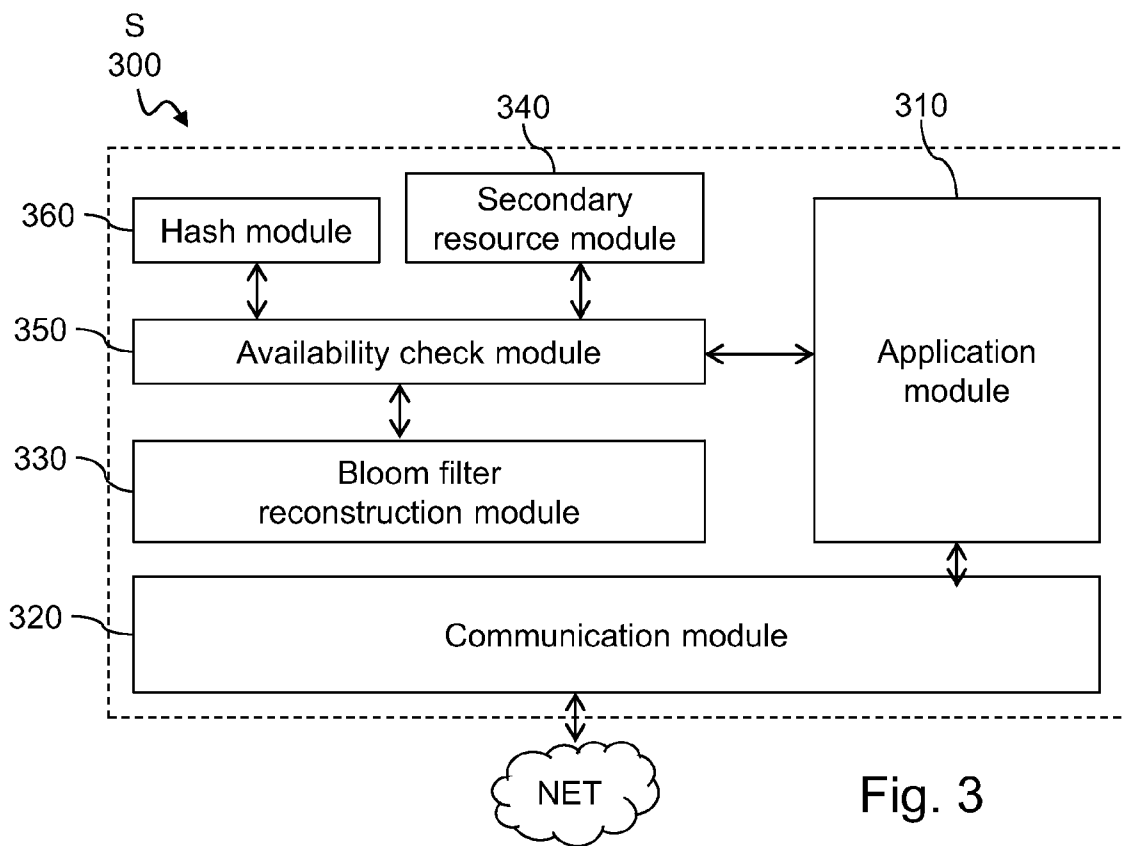 S
300
340
310
360
Hash module
Secondary
resource module
350
Availability check module
Application
module
330
Bloom filter
reconstruction module
320
Communication module
NET
Fig. 3